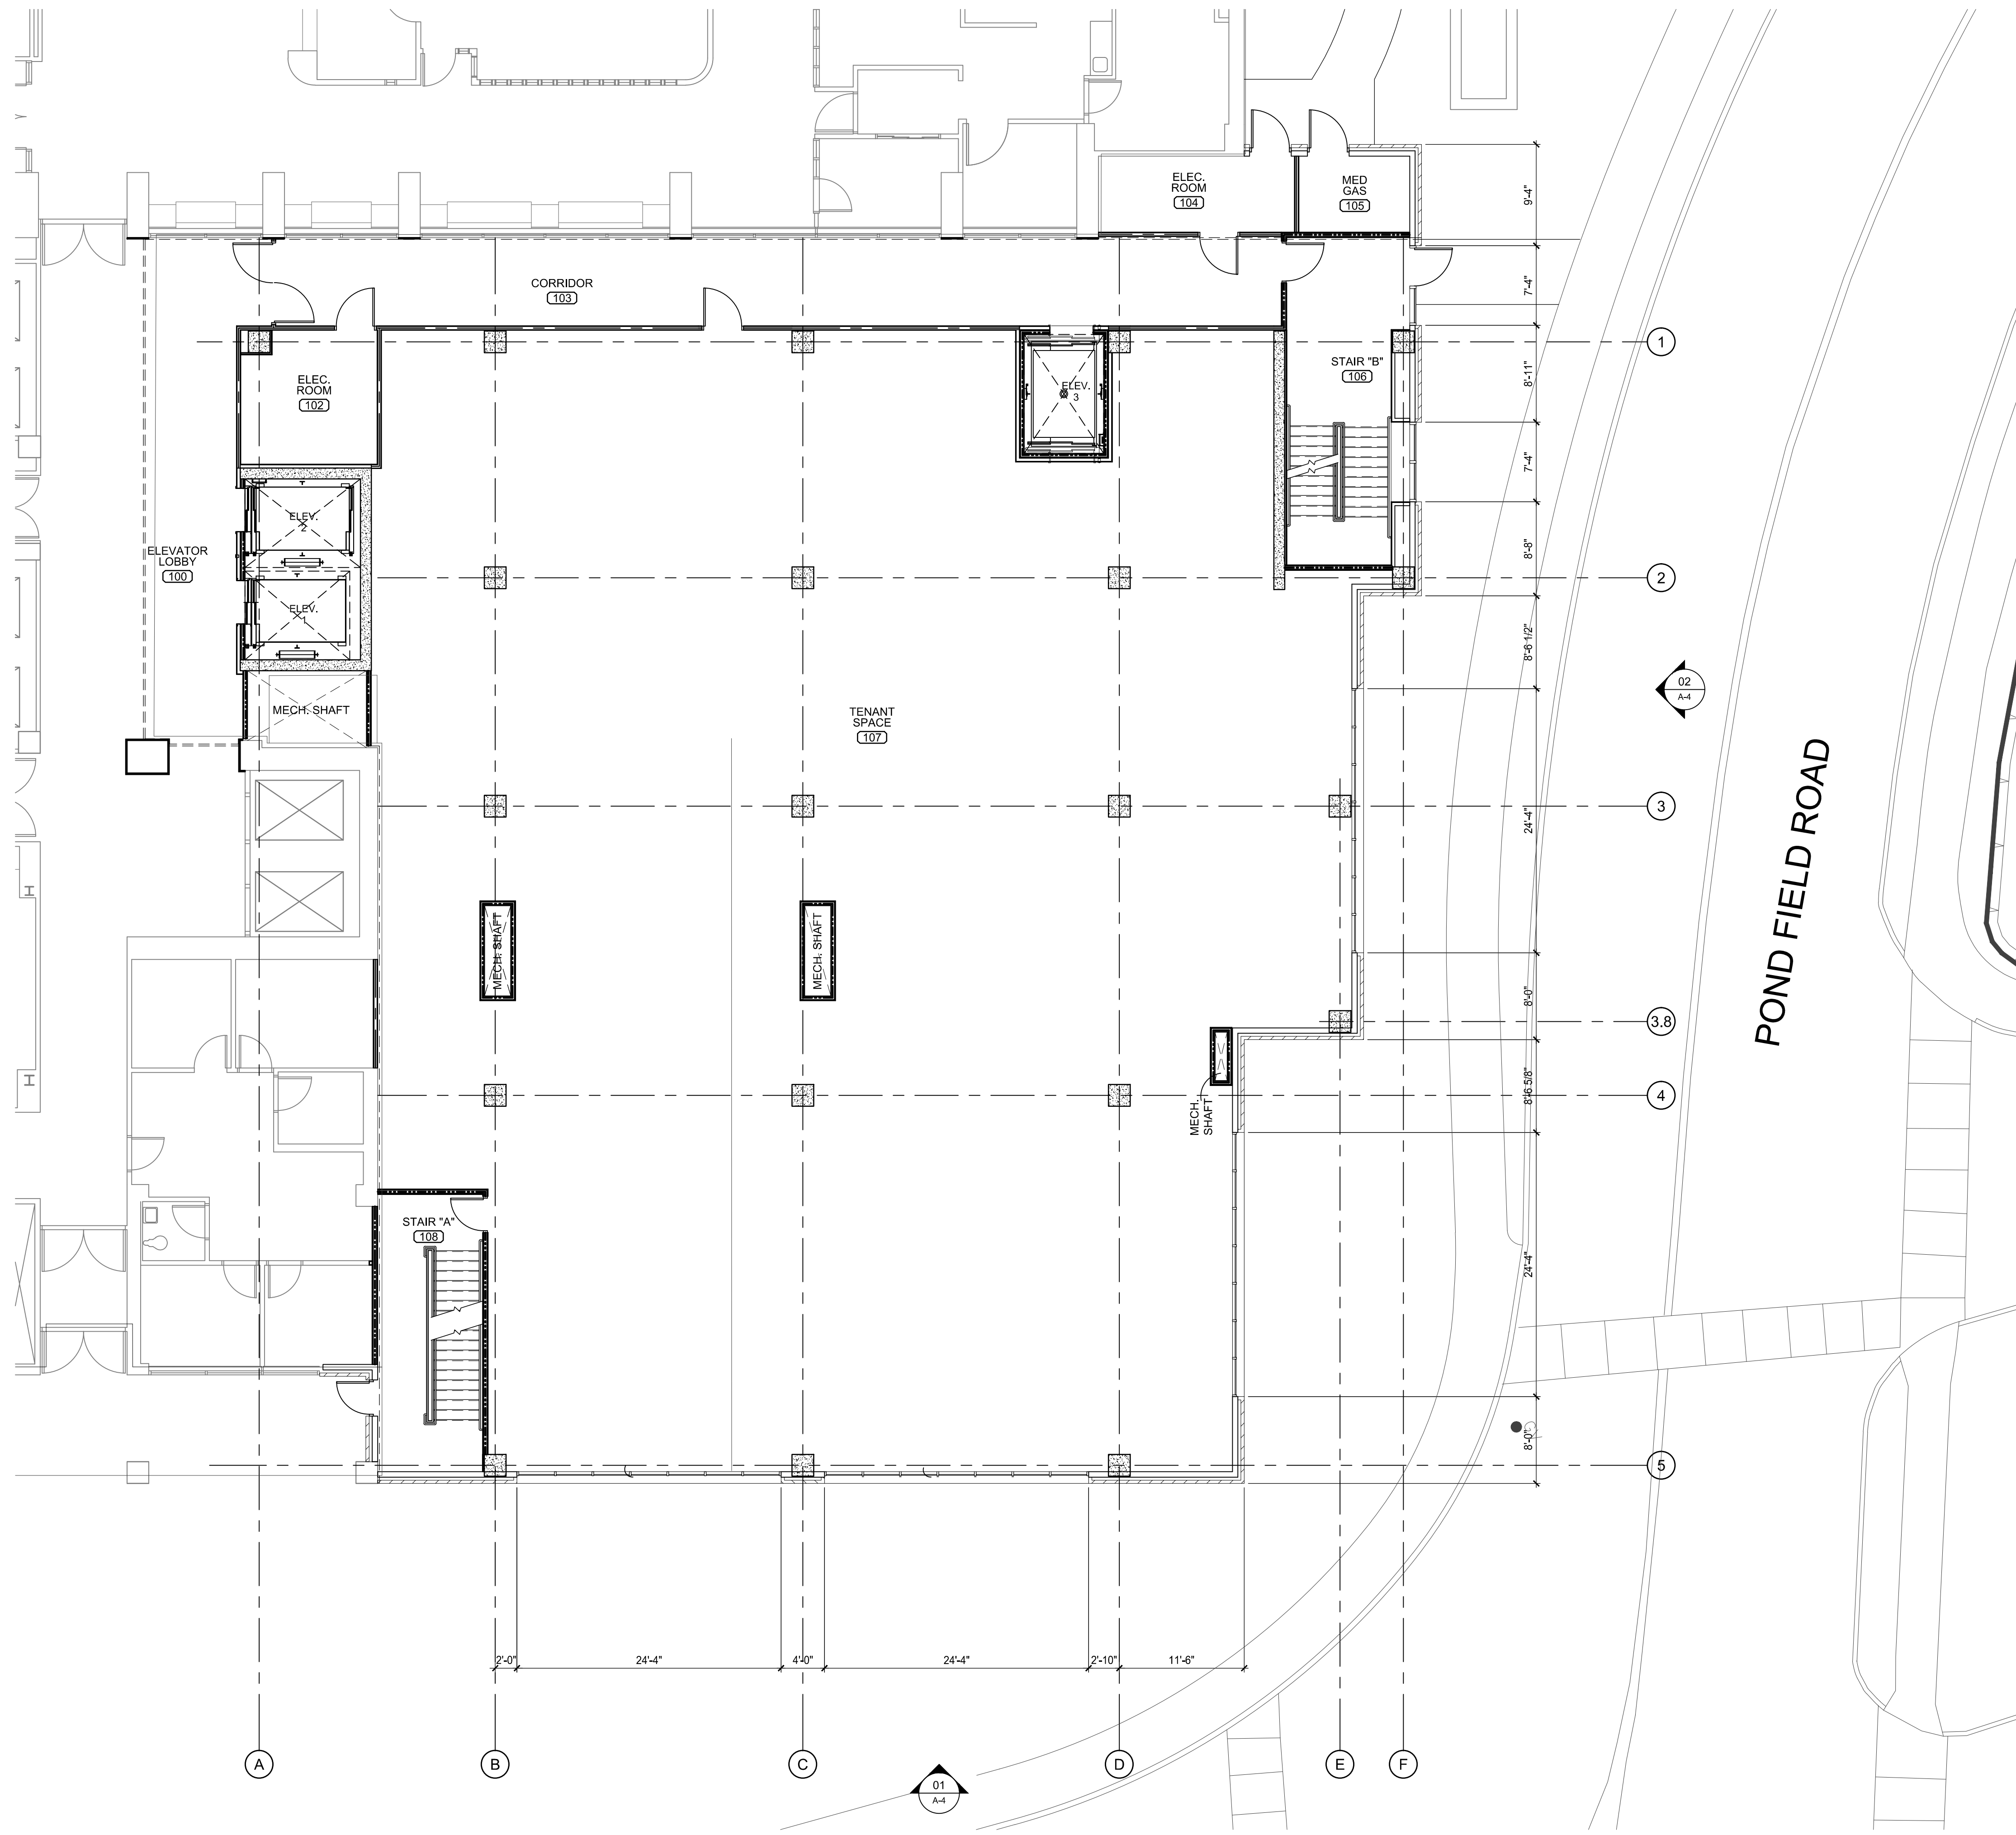 ELEC.
ROOM
104
MED
GAS
105
9'-4"
CORRIDOR
103
7'-4"
1
STAIR "B"
106
8'-11"
ELEC.
ROOM
102
ELEV.
3
7'-4"
ELEV.
2
8'-8"
ELEVATOR
LOBBY
100
2
ELEV.
1
8'-6 1/2"
02
A-4
MECH. SHAFT
TENANT
SPACE
107
3
24'-4"
POND FIELD ROAD
MECH. SHAFT
MECH. SHAFT
8'-0"
3.8
8'-6 5/8"
4
MECH.
SHAFT
STAIR "A"
108
24'-4"
8'-0"
5
2'-0"
24'-4"
4'-0"
24'-4"
2'-10"
11'-6"
A
B
C
D
E
F
01
A-4